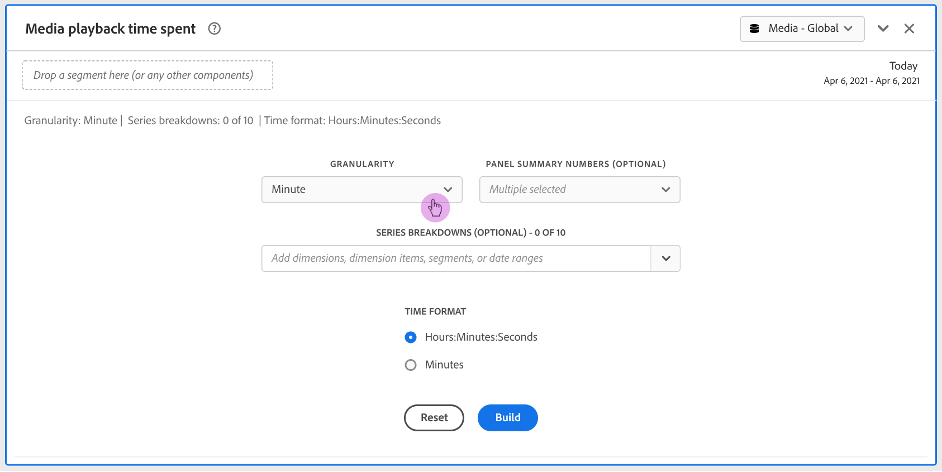 Media playback time spent ?
Media - Global
Drop a segment here (or any other components)
Today
Apr 6, 2021 - Apr 6, 2021
Granularity: Minute | Series breakdowns: 0 of 10 | Time format: Hours:Minutes:Seconds
GRANULARITY
PANEL SUMMARY NUMBERS (OPTIONAL)
Minute
Multiple selected
SERIES BREAKDOWNS (OPTIONAL) - 0 OF 10
Add dimensions, dimension items, segments, or date ranges
TIME FORMAT
Hours:Minutes:Seconds
Minutes
Reset
Build